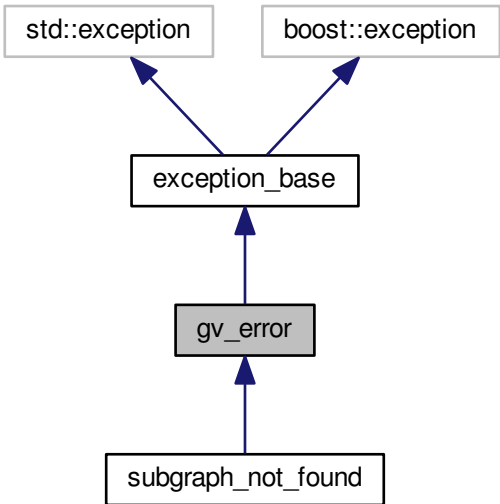 std::exception
boost::exception
exception_base
gv_error
subgraph_not_found